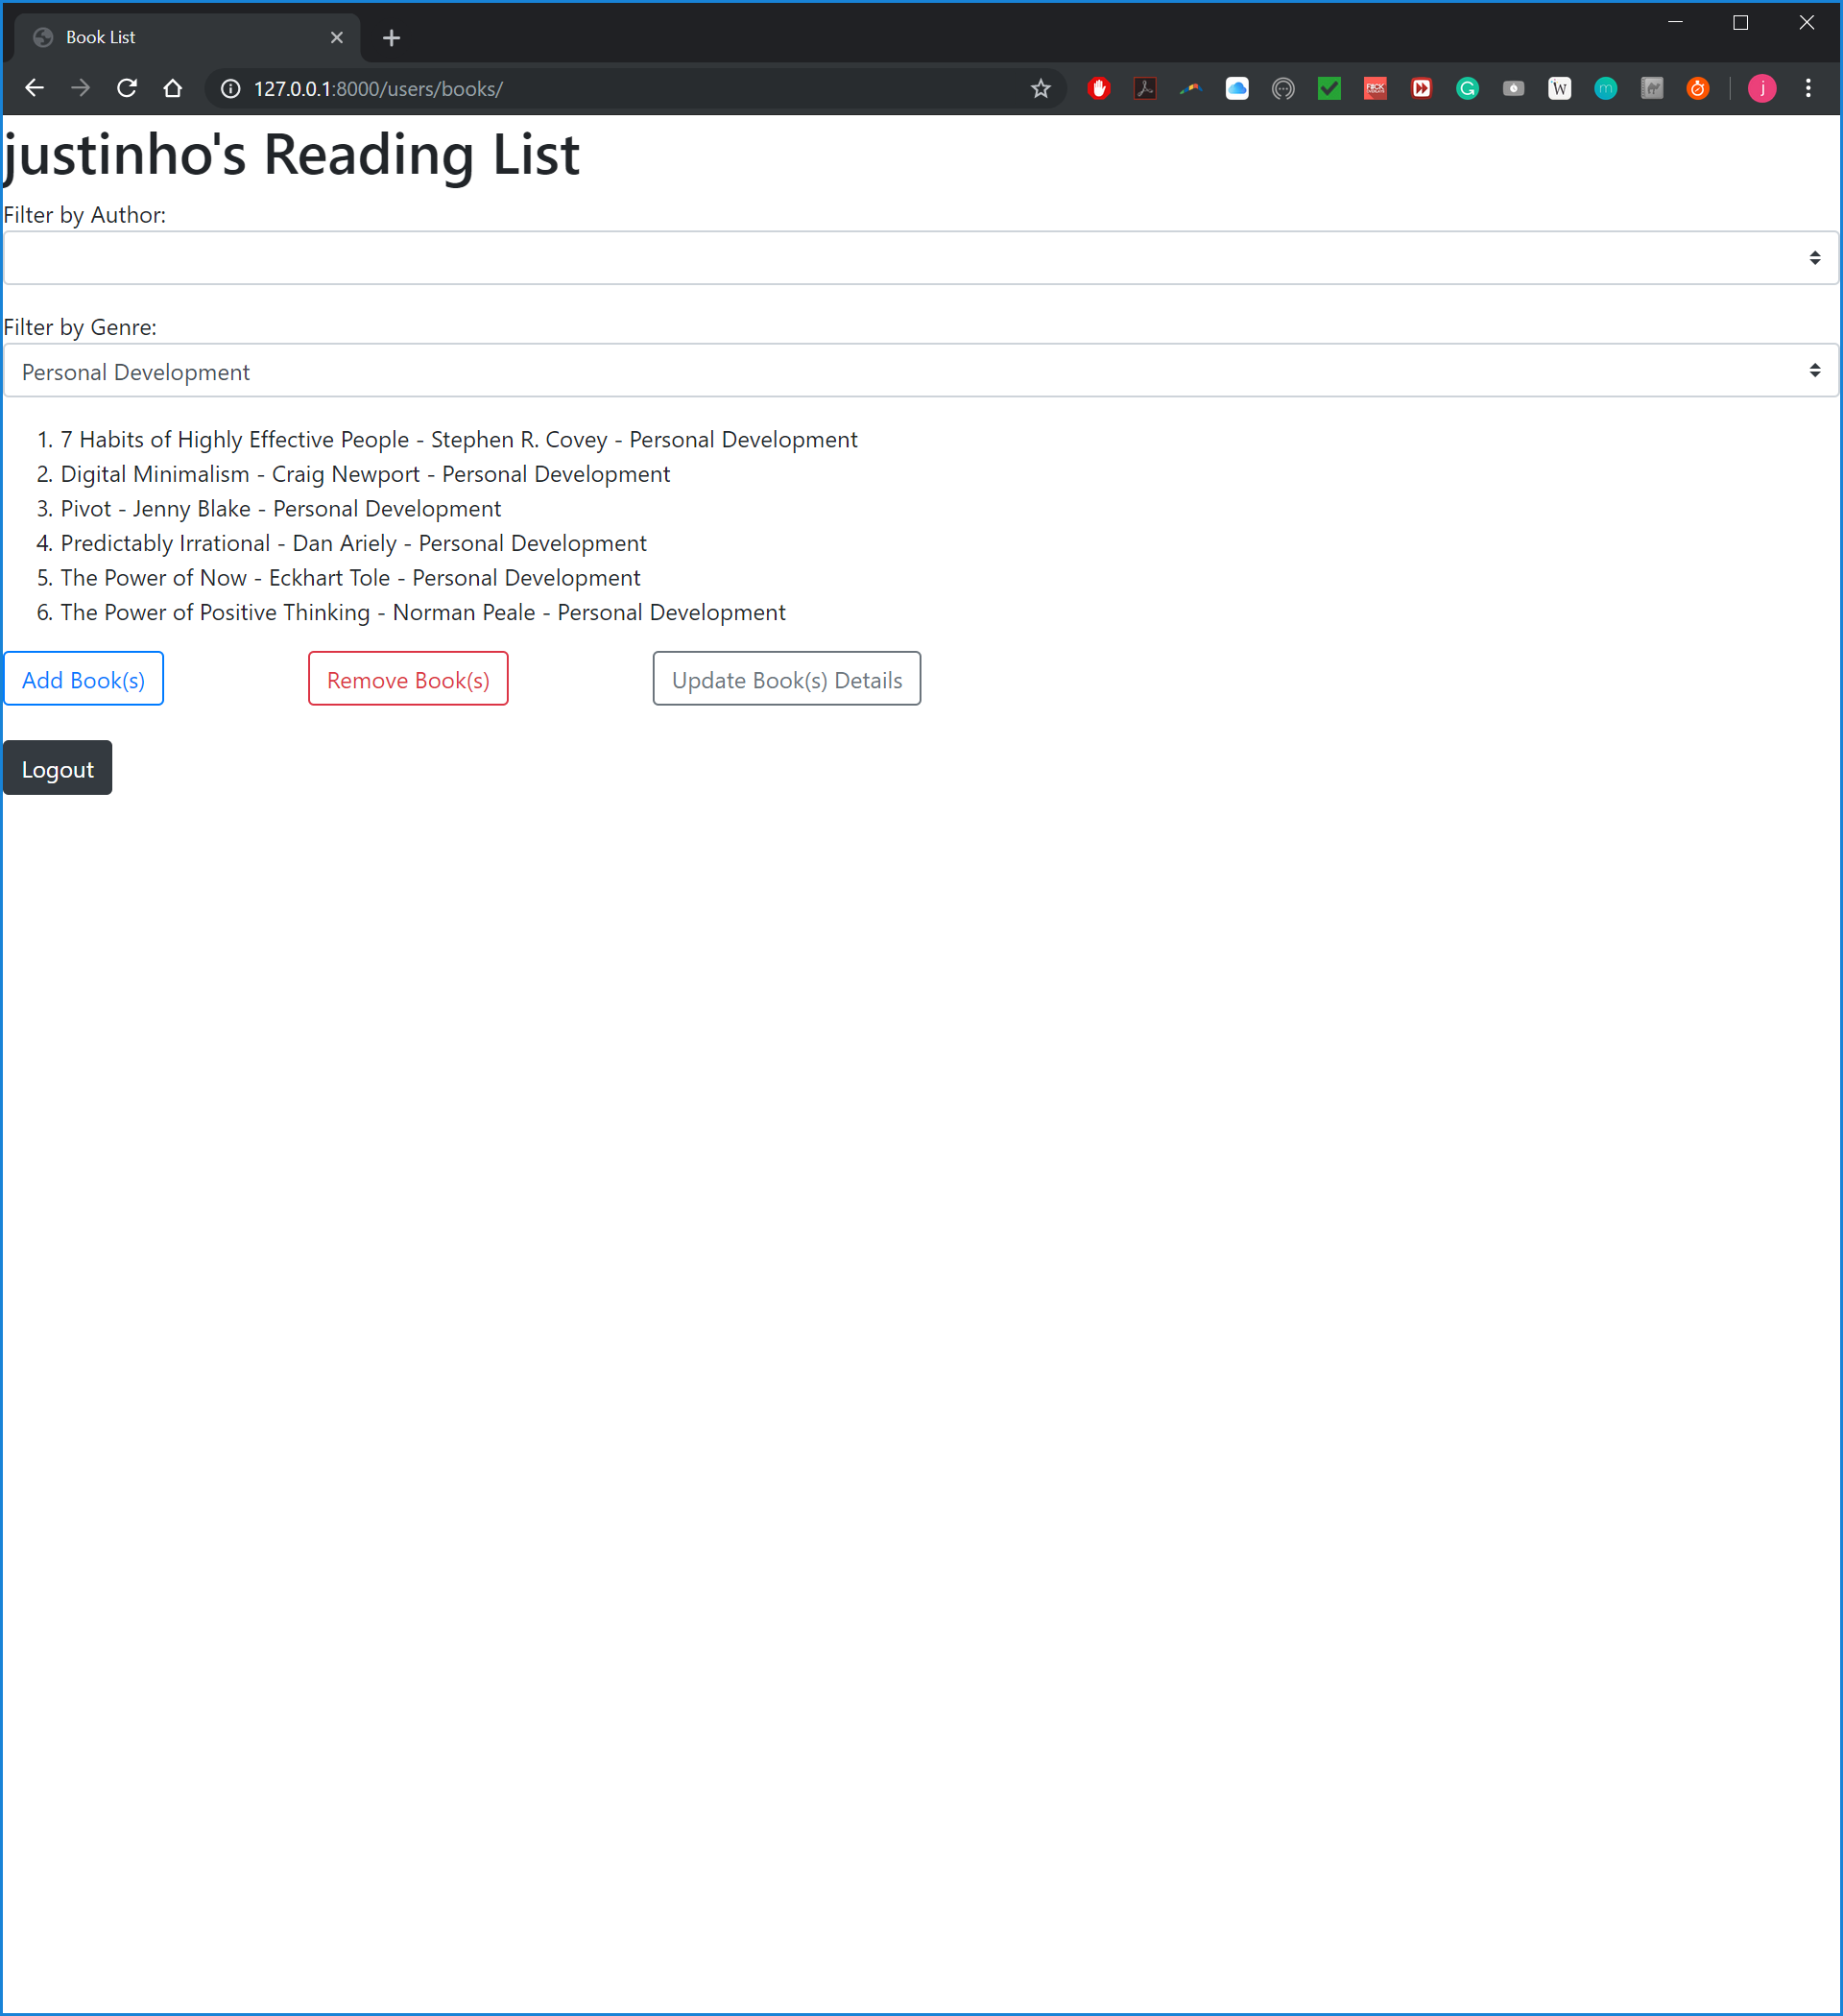 Book List
127.0.0.1:8000/users/books/
justinho's Reading List
Filter by Author:
Filter by Genre:
Personal Development
1. 7 Habits of Highly Effective People - Stephen R. Covey - Personal Development
2. Digital Minimalism - Craig Newport - Personal Development
3. Pivot - Jenny Blake - Personal Development
4. Predictably Irrational - Dan Ariely - Personal Development
5. The Power of Now - Eckhart Tole - Personal Development
6. The Power of Positive Thinking - Norman Peale - Personal Development
Add Book(s) Remove Book(s) Update Book(s) Details
Logout